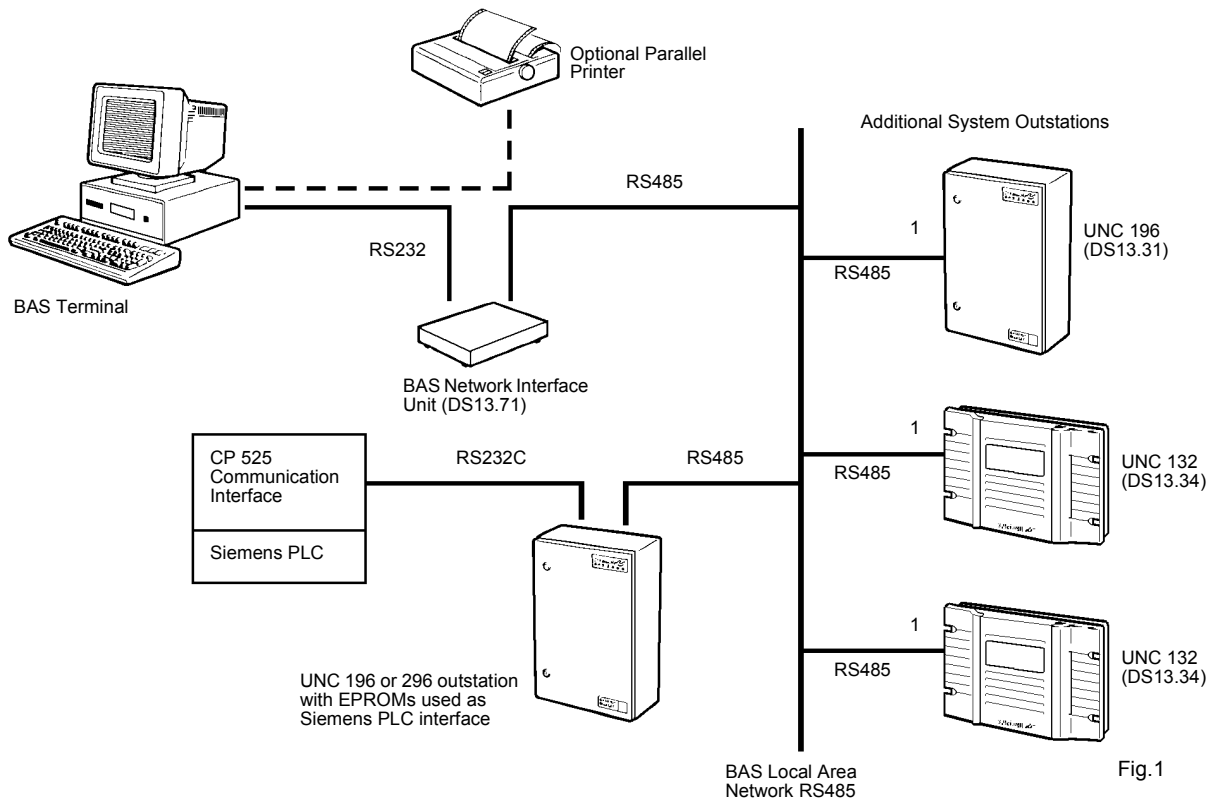 Optional Parallel
Printer
Additional System Outstations
RS485
1
UNC 196
(DS13.31)
RS232
RS485
BAS Terminal
BAS Network Interface
Unit (DS13.71)
CP 525
Communication
Interface
Siemens PLC
RS232C
RS485
1
RS485
UNC 132
(DS13.34)
UNC 196 or 296 outstation
with EPROMs used as
Siemens PLC interface
1
RS485
UNC 132
(DS13.34)
BAS Local Area
Network RS485
Fig.1